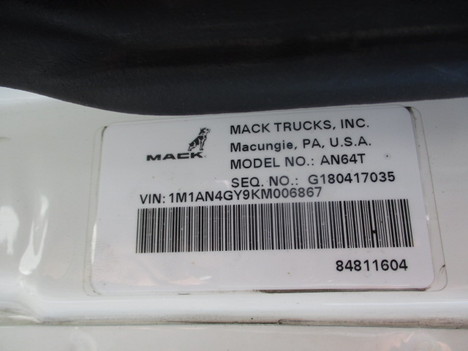 MACK
MACK TRUCKS, INC.
Macungie, PA, U.S.A.
MODEL NO.: AN64T
SEQ. NO.: G180417035
VIN: 1M1AN4GY9KM006867
84811604